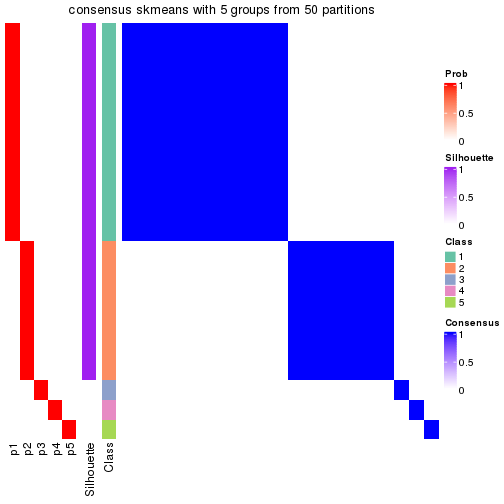 consensus skmeans with 5 groups from 50 partitions
p1
p2
p3
p4
p5
Silhouette
Class
Prob
1
0.5
0
Silhouette
1
0.5
0
Class
1
2
3
4
5
Consensus
1
0.5
0